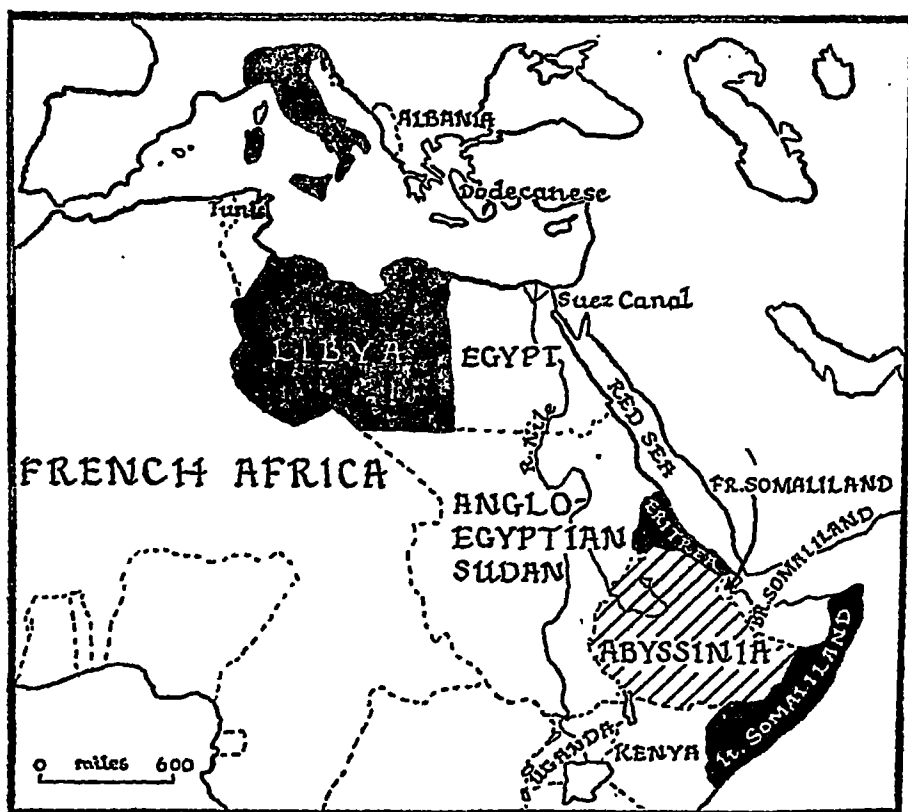 ALBANIA
Dodecanese
Tunis
Suez Canal
LIBYA
EGYPT
RED SEA
R. Nile
FRENCH AFRICA
FR. SOMALILAND
ANGLO-
EGYPTIAN
SUDAN
ERITREA
BR. SOMALILAND
ABYSSINIA
It. SOMALILAND
UGANDA
KENYA
0 miles 600